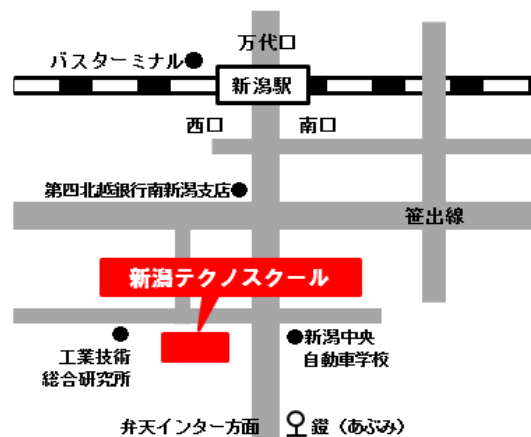 万代口
バスターミナル
新潟駅
西口
南口
第四北越銀行南新潟支店
笹出線
新潟テクノスクール
工業技術
総合研究所
新潟中央
自動車学校
弁天インター方面
鐙（あぶみ）